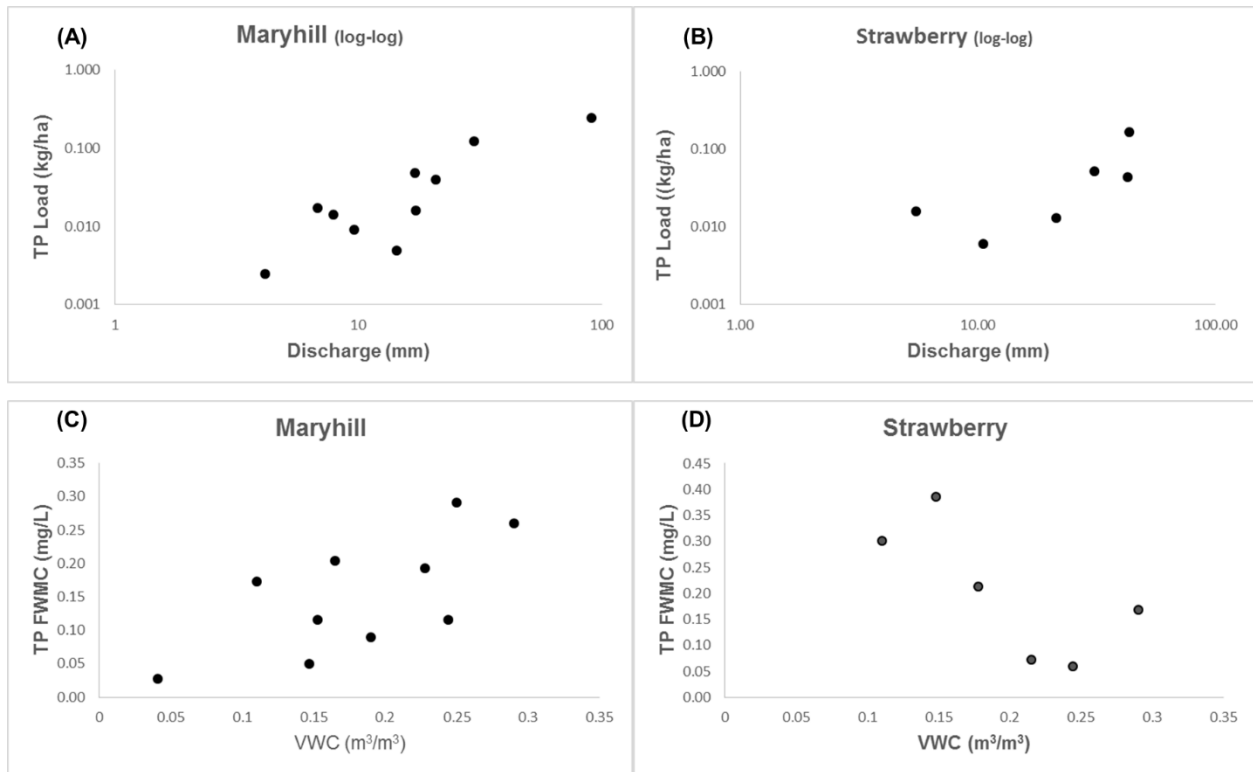 (A)
Maryhill (log-log)
TP Load (kg/ha)
1.000
0.100
0.010
0.001
1 10 100
Discharge (mm)
(B)
Strawberry (log-log)
TP Load ((kg/ha)
1.000
0.100
0.010
0.001
1.00 10.00 100.00
Discharge (mm)
(C)
Maryhill
TP FWMC (mg/L)
0.35
0.30
0.25
0.20
0.15
0.10
0.05
0.00
0 0.05 0.1 0.15 0.2 0.25 0.3 0.35
VWC (m³/m³)
(D)
Strawberry
TP FWMC (mg/L)
0.45
0.40
0.35
0.30
0.25
0.20
0.15
0.10
0.05
0.00
0 0.05 0.1 0.15 0.2 0.25 0.3 0.35
VWC (m³/m³)